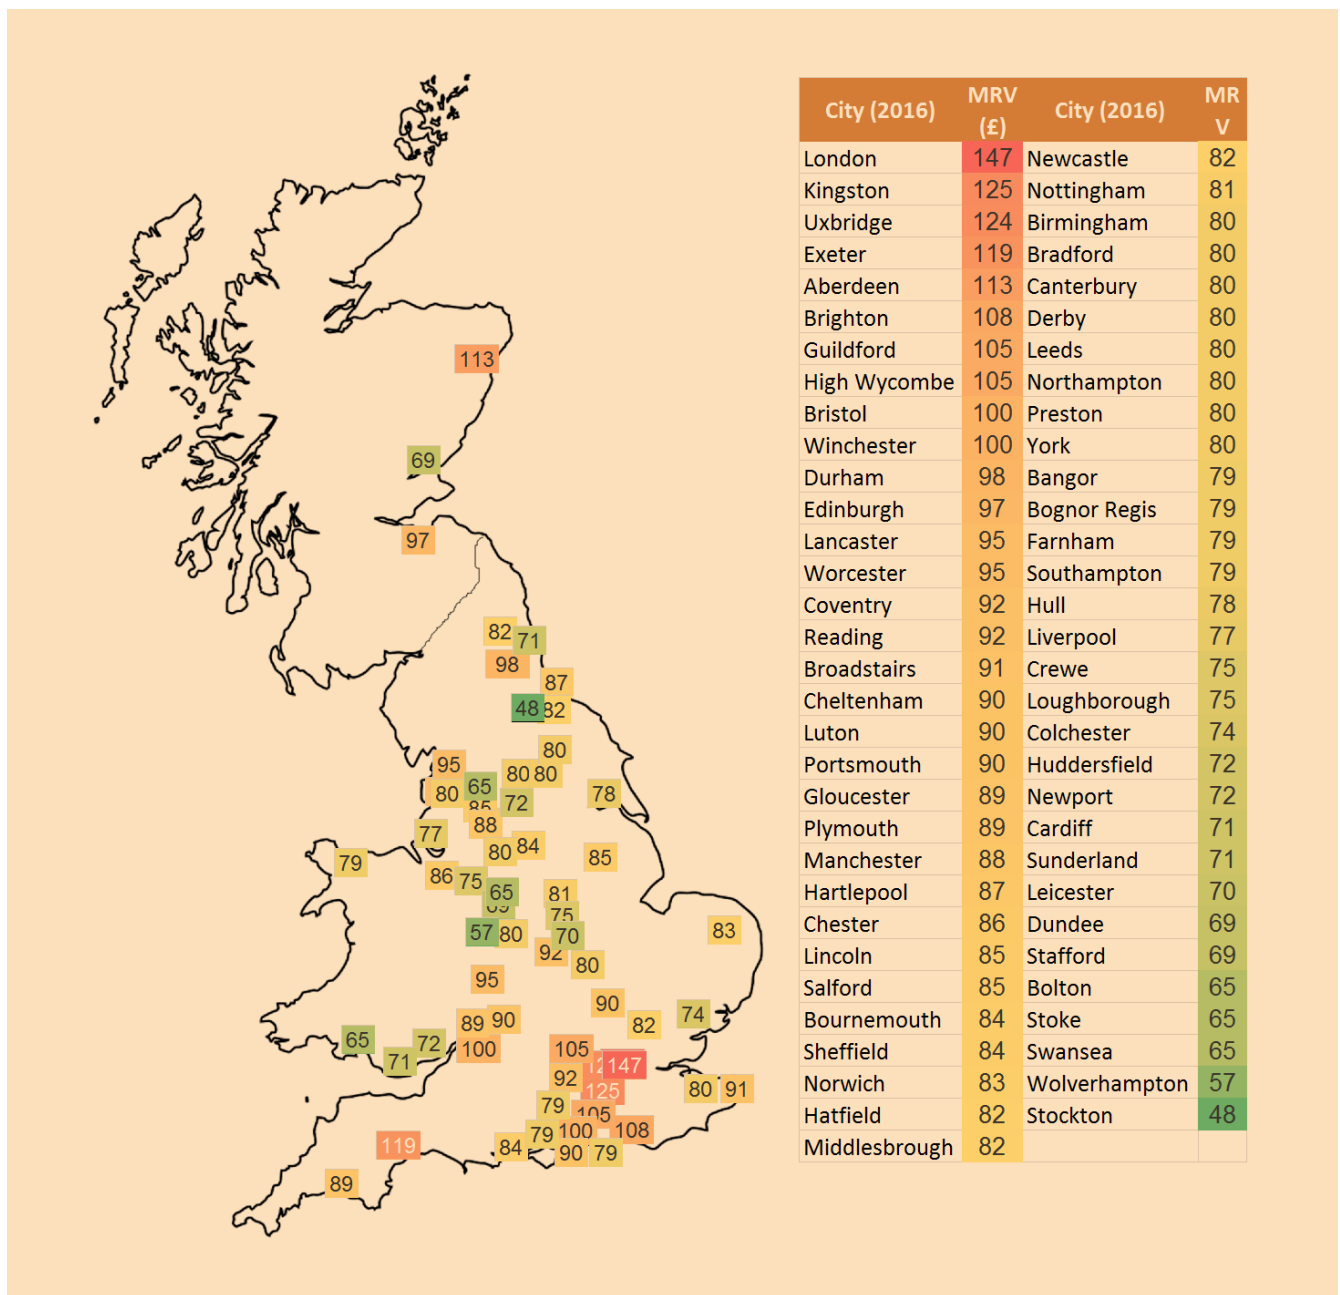 113
69
97
82
71
98
87
48 82
80
95
80 80
65
80
72
78
85
88
77
84
80
85
79
86
75
65
69
81
75
83
57 80
70
92
80
95
90
74
89 90
82
65
72
100
71
105
147
92
125
80 91
79
105
79 100 108
119
84
90 79
89
City (2016) MRV (£) City (2016) MR V
London 147 Newcastle 82
Kingston 125 Nottingham 81
Uxbridge 124 Birmingham 80
Exeter 119 Bradford 80
Aberdeen 113 Canterbury 80
Brighton 108 Derby 80
Guildford 105 Leeds 80
High Wycombe 105 Northampton 80
Bristol 100 Preston 80
Winchester 100 York 80
Durham 98 Bangor 79
Edinburgh 97 Bognor Regis 79
Lancaster 95 Farnham 79
Worcester 95 Southampton 79
Coventry 92 Hull 78
Reading 92 Liverpool 77
Broadstairs 91 Crewe 75
Cheltenham 90 Loughborough 75
Luton 90 Colchester 74
Portsmouth 90 Huddersfield 72
Gloucester 89 Newport 72
Plymouth 89 Cardiff 71
Manchester 88 Sunderland 71
Hartlepool 87 Leicester 70
Chester 86 Dundee 69
Lincoln 85 Stafford 69
Salford 85 Bolton 65
Bournemouth 84 Stoke 65
Sheffield 84 Swansea 65
Norwich 83 Wolverhampton 57
Hatfield 82 Stockton 48
Middlesbrough 82